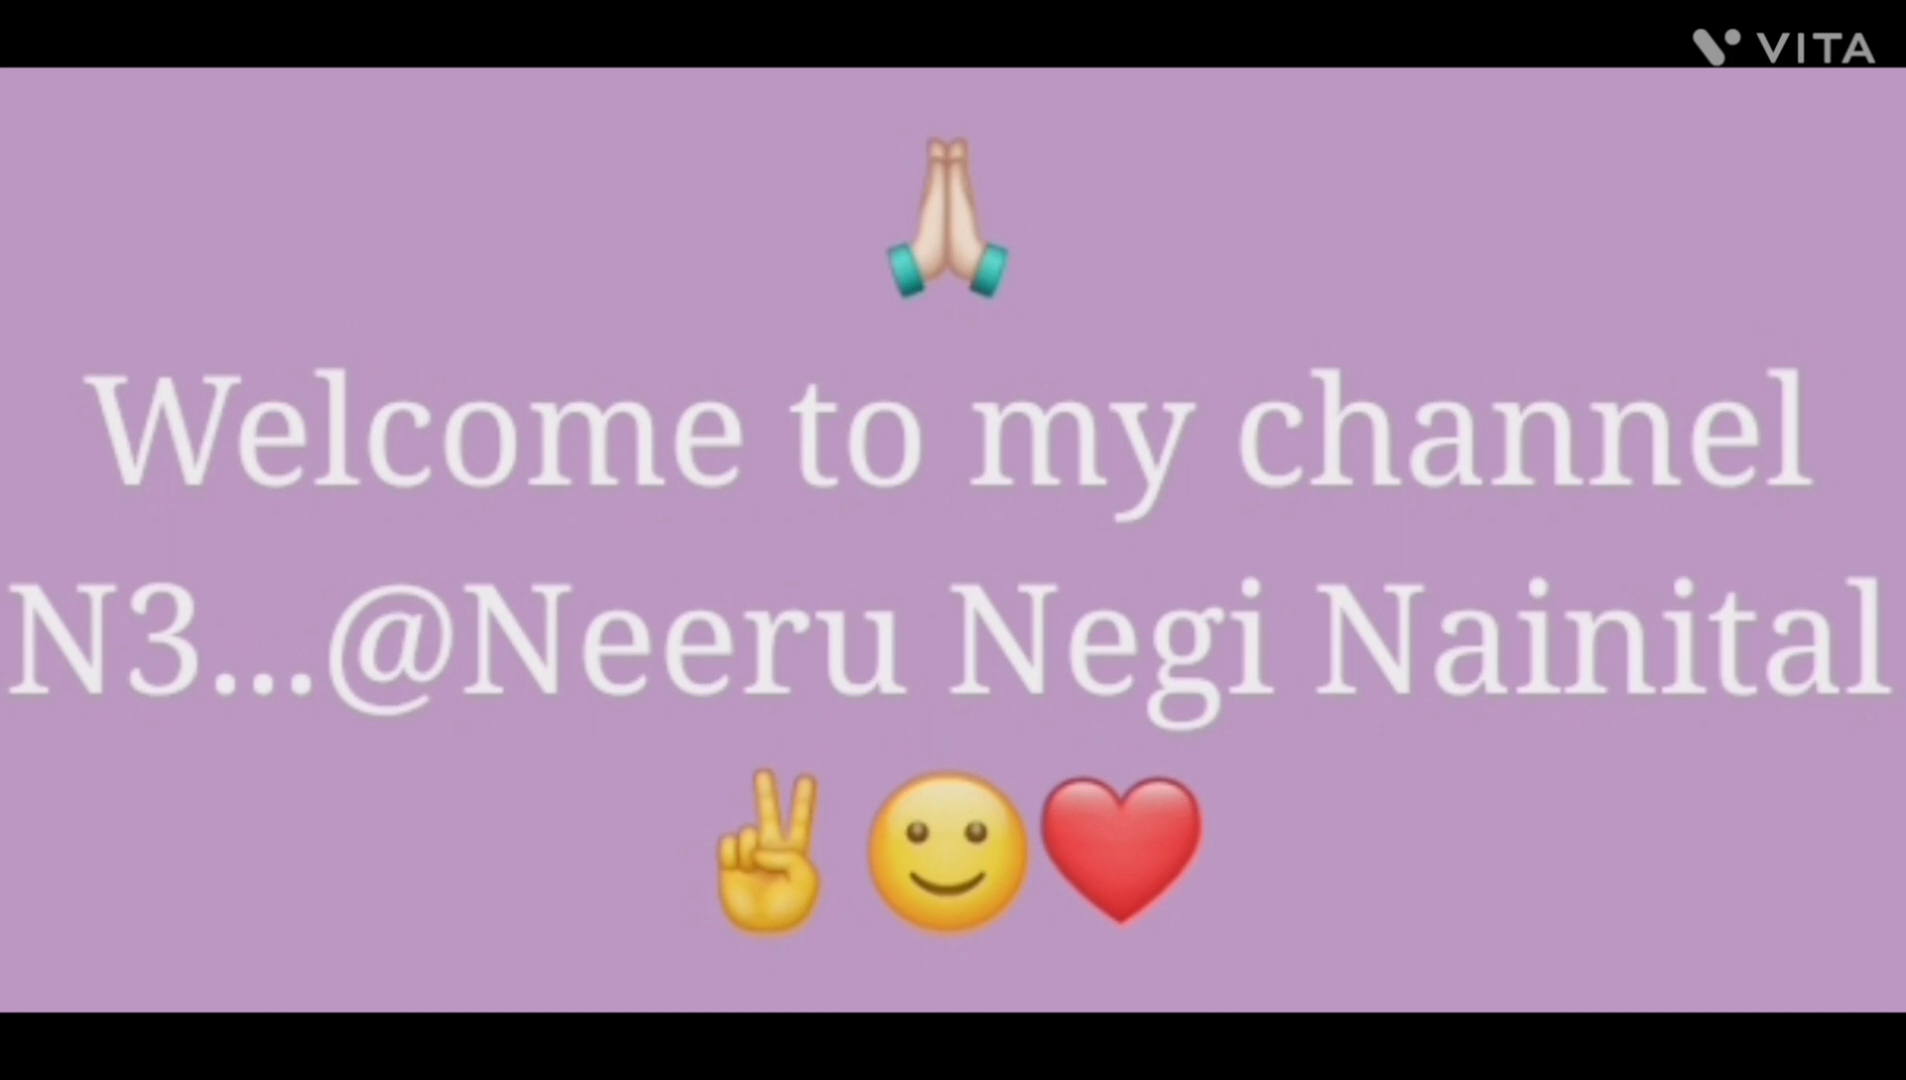 VITA
🙏🏻
Welcome to my channel
N3...@Neeru Negi Nainital
✌️🙂❤️